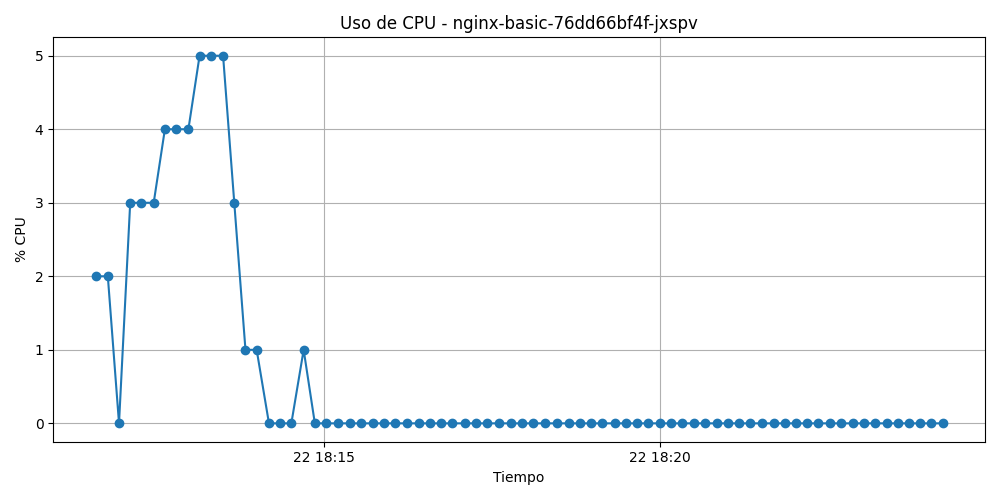 Uso de CPU - nginx-basic-76dd66bf4f-jxspv
% CPU
5
4
3
2
1
0
22 18:15
22 18:20
Tiempo